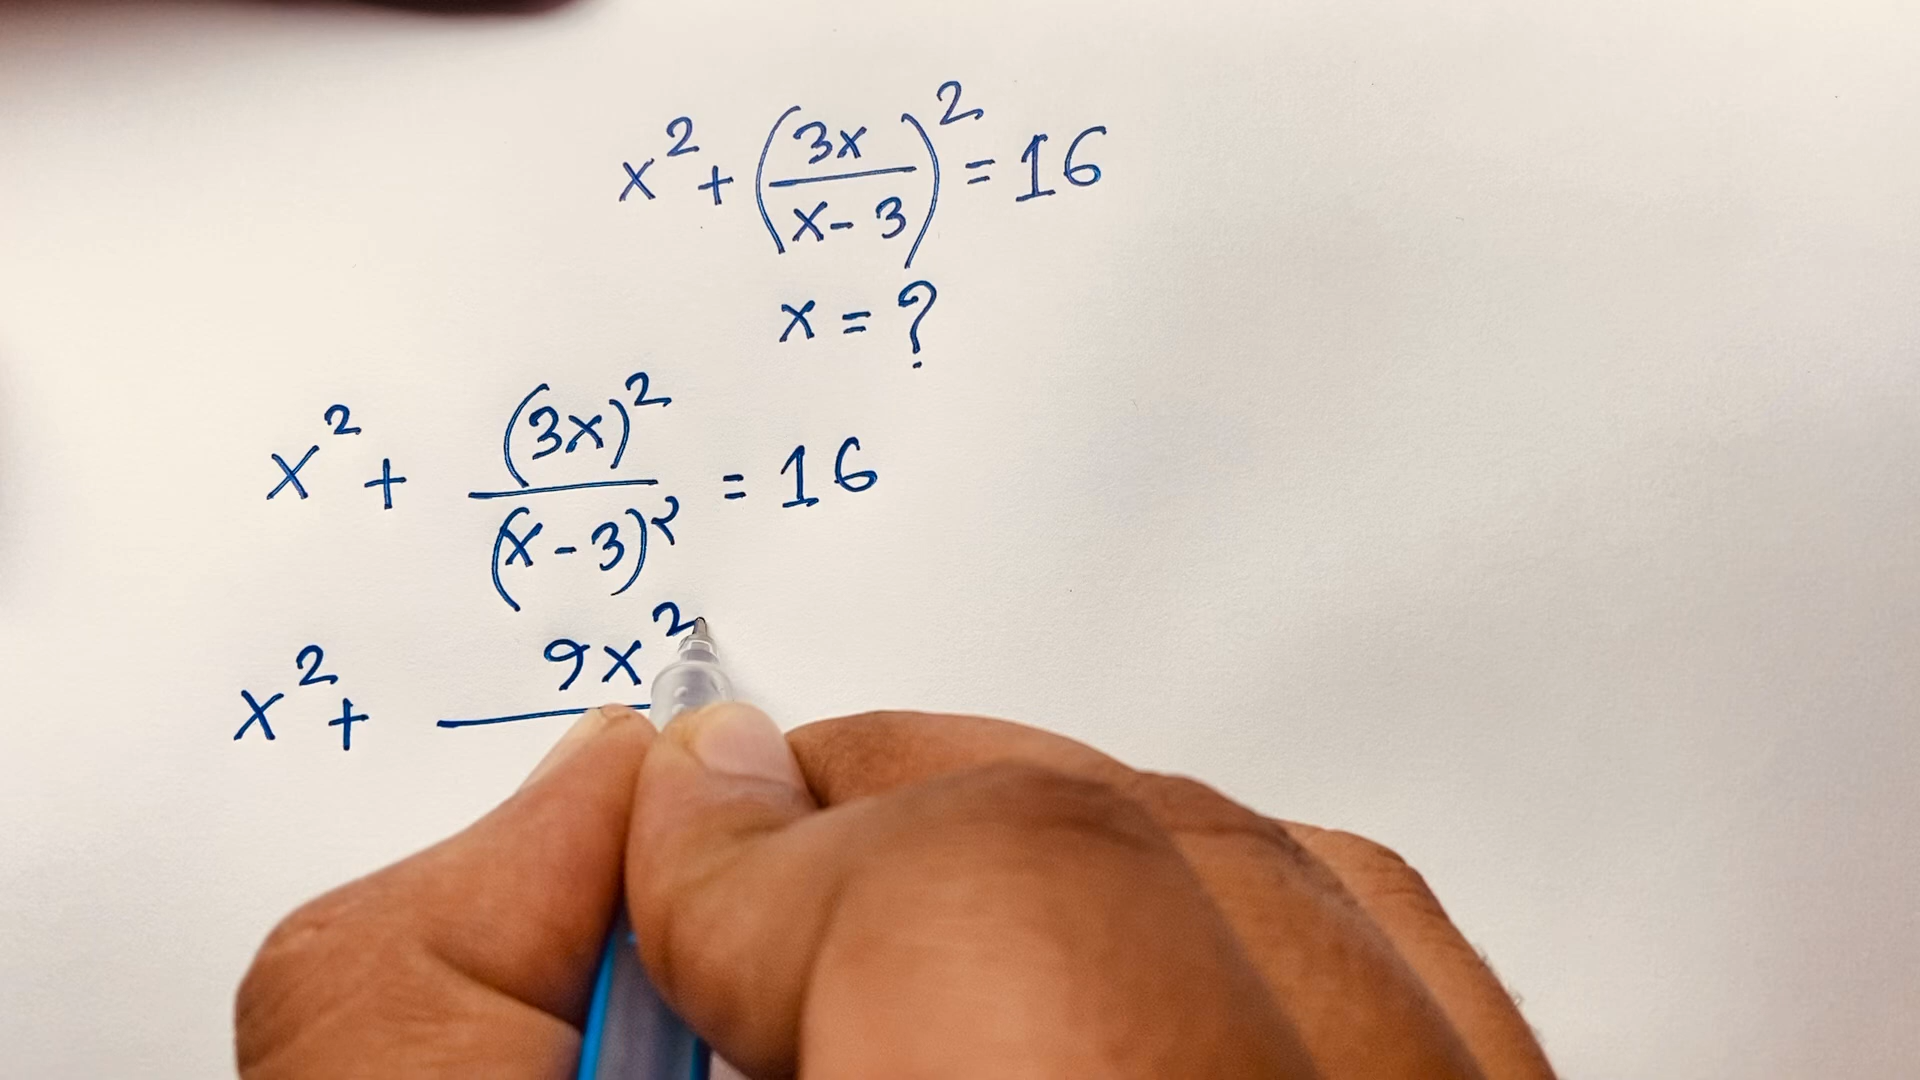 x² + (3x/(x-3))² = 16
x = ?
x² + (3x)²/(x-3)² = 16
x² + 9x²/